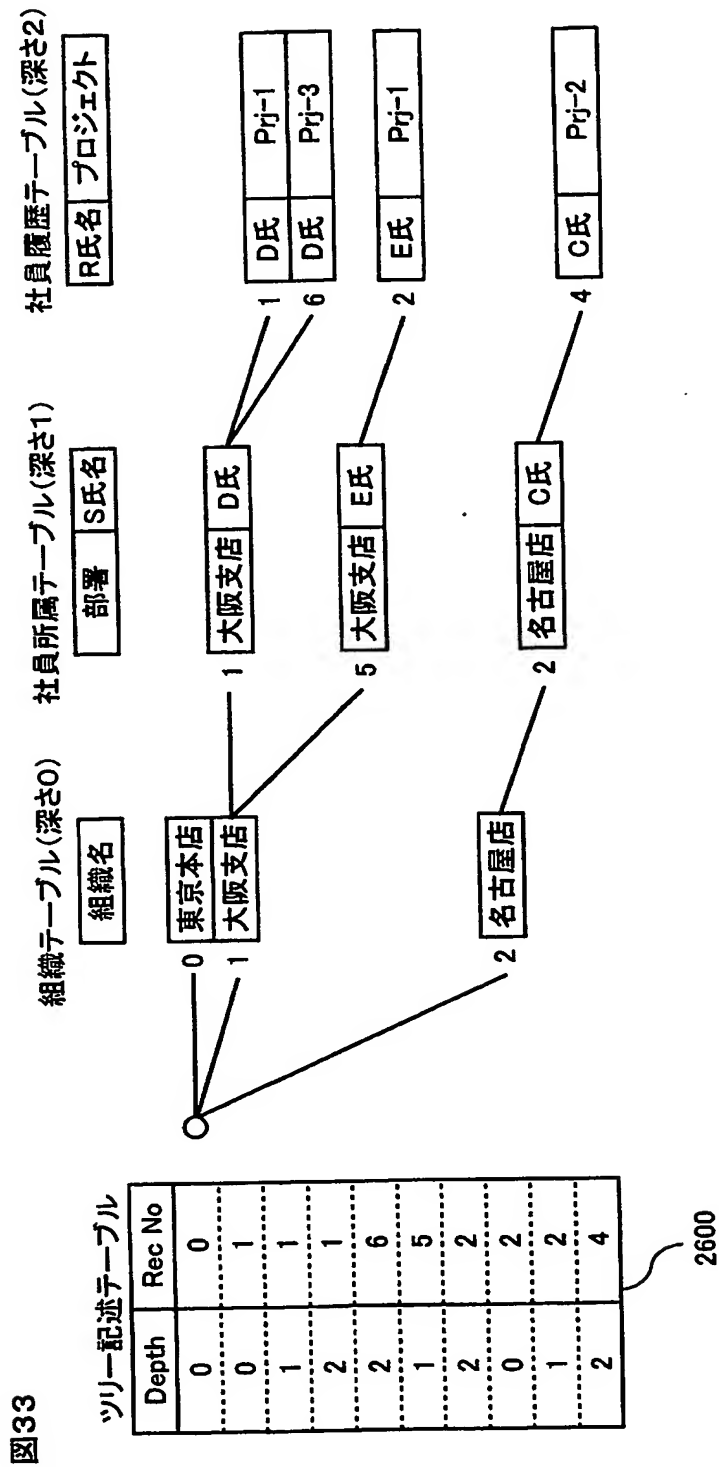 図33
ツリー記述テーブル
Depth Rec No
0 0
0 1
1 1
2 1
2 6
1 5
2 2
0 2
1 2
2 4
2600
組織テーブル(深さ0)
組織名
0 東京本店
1 大阪支店
2 名古屋店
社員所属テーブル(深さ1)
部署 S氏名
1 大阪支店 D氏
5 大阪支店 E氏
2 名古屋店 C氏
社員履歴テーブル(深さ2)
R氏名 プロジェクト
1 D氏 Prj-1
6 D氏 Prj-3
2 E氏 Prj-1
4 C氏 Prj-2